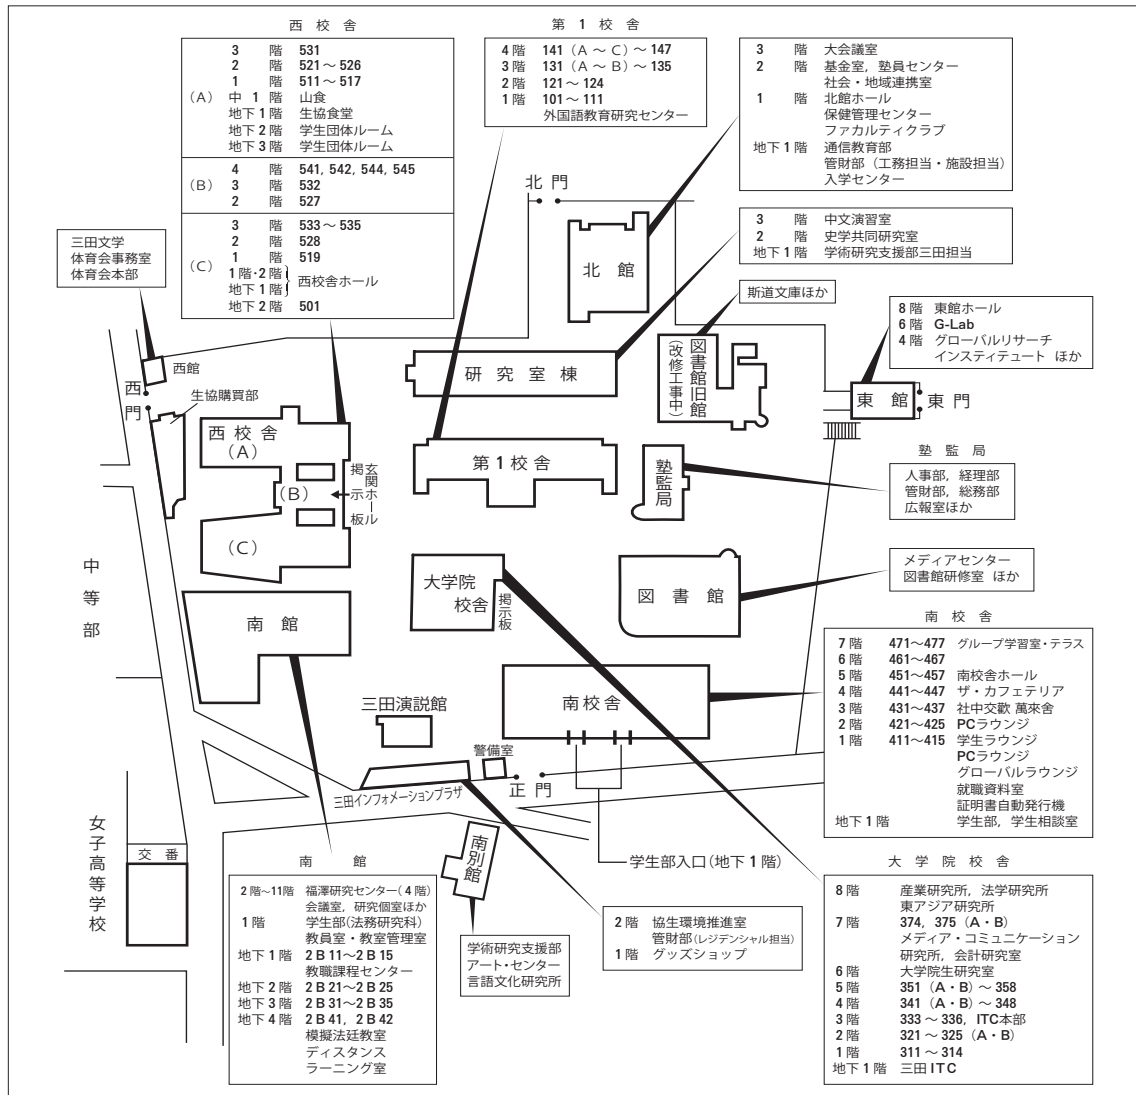 西校舎
3階 531
2階 521～526
1階 511～517
(A) 中1階 山食
地下1階 生協食堂
地下2階 学生団体ルーム
地下3階 学生団体ルーム
4階 541, 542, 544, 545
(B) 3階 532
2階 527
3階 533～535
2階 528
1階 519
(C) 1階・2階
地下1階 西校舎ホール
地下2階 501
第1校舎
4階 141(A～C)～147
3階 131(A～B)～135
2階 121～124
1階 101～111
外国語教育研究センター
3階 大会議室
2階 基金室，塾員センター
社会・地域連携室
1階 北館ホール
保健管理センター
ファカルティクラブ
地下1階 通信教育部
管財部（工務担当・施設担当）
入学センター
3階 中文演習室
2階 史学共同研究室
地下1階 学術研究支援部三田担当
三田文学
体育会事務室
体育会本部
北門
北館
斯道文庫ほか
8階 東館ホール
6階 G-Lab
4階 グローバルリサーチ
インスティテュート ほか
西館
西門
生協購買部
研究室棟
図書館旧館
（改修工事中）
東館
東門
西校舎
(A)
(B)
(C)
玄関ホール
掲示板
第1校舎
塾監局
塾監局
人事部，経理部
管財部，総務部
広報室ほか
中等部
大学院
校舎
掲示板
図書館
メディアセンター
図書館研修室 ほか
南館
南校舎
7階 471～477 グループ学習室・テラス
6階 461～467
5階 451～457 南校舎ホール
4階 441～447 ザ・カフェテリア
3階 431～437 社中交歓 萬來舎
2階 421～425 PCラウンジ
1階 411～415 学生ラウンジ
PCラウンジ
グローバルラウンジ
就職資料室
証明書自動発行機
地下1階 学生部，学生相談室
三田演説館
南校舎
警備室
三田インフォメーションプラザ
正門
女子高等学校
交番
南別館
学生部入口（地下1階）
南館
2階～11階 福澤研究センター（4階）
会議室，研究個室ほか
1階 学生部（法務研究科）
教員室・教室管理室
地下1階 2B11～2B15
教職課程センター
地下2階 2B21～2B25
地下3階 2B31～2B35
地下4階 2B41，2B42
模擬法廷教室
ディスタンス
ラーニング室
学術研究支援部
アート・センター
言語文化研究所
2階 協生環境推進室
管財部（レジデンシャル担当）
1階 グッズショップ
大学院校舎
8階 産業研究所，法学研究所
東アジア研究所
7階 374，375（A・B）
メディア・コミュニケーション
研究所，会計研究室
6階 大学院生研究室
5階 351（A・B）～358
4階 341（A・B）～348
3階 333～336，ITC本部
2階 321～325（A・B）
1階 311～314
地下1階 三田ITC